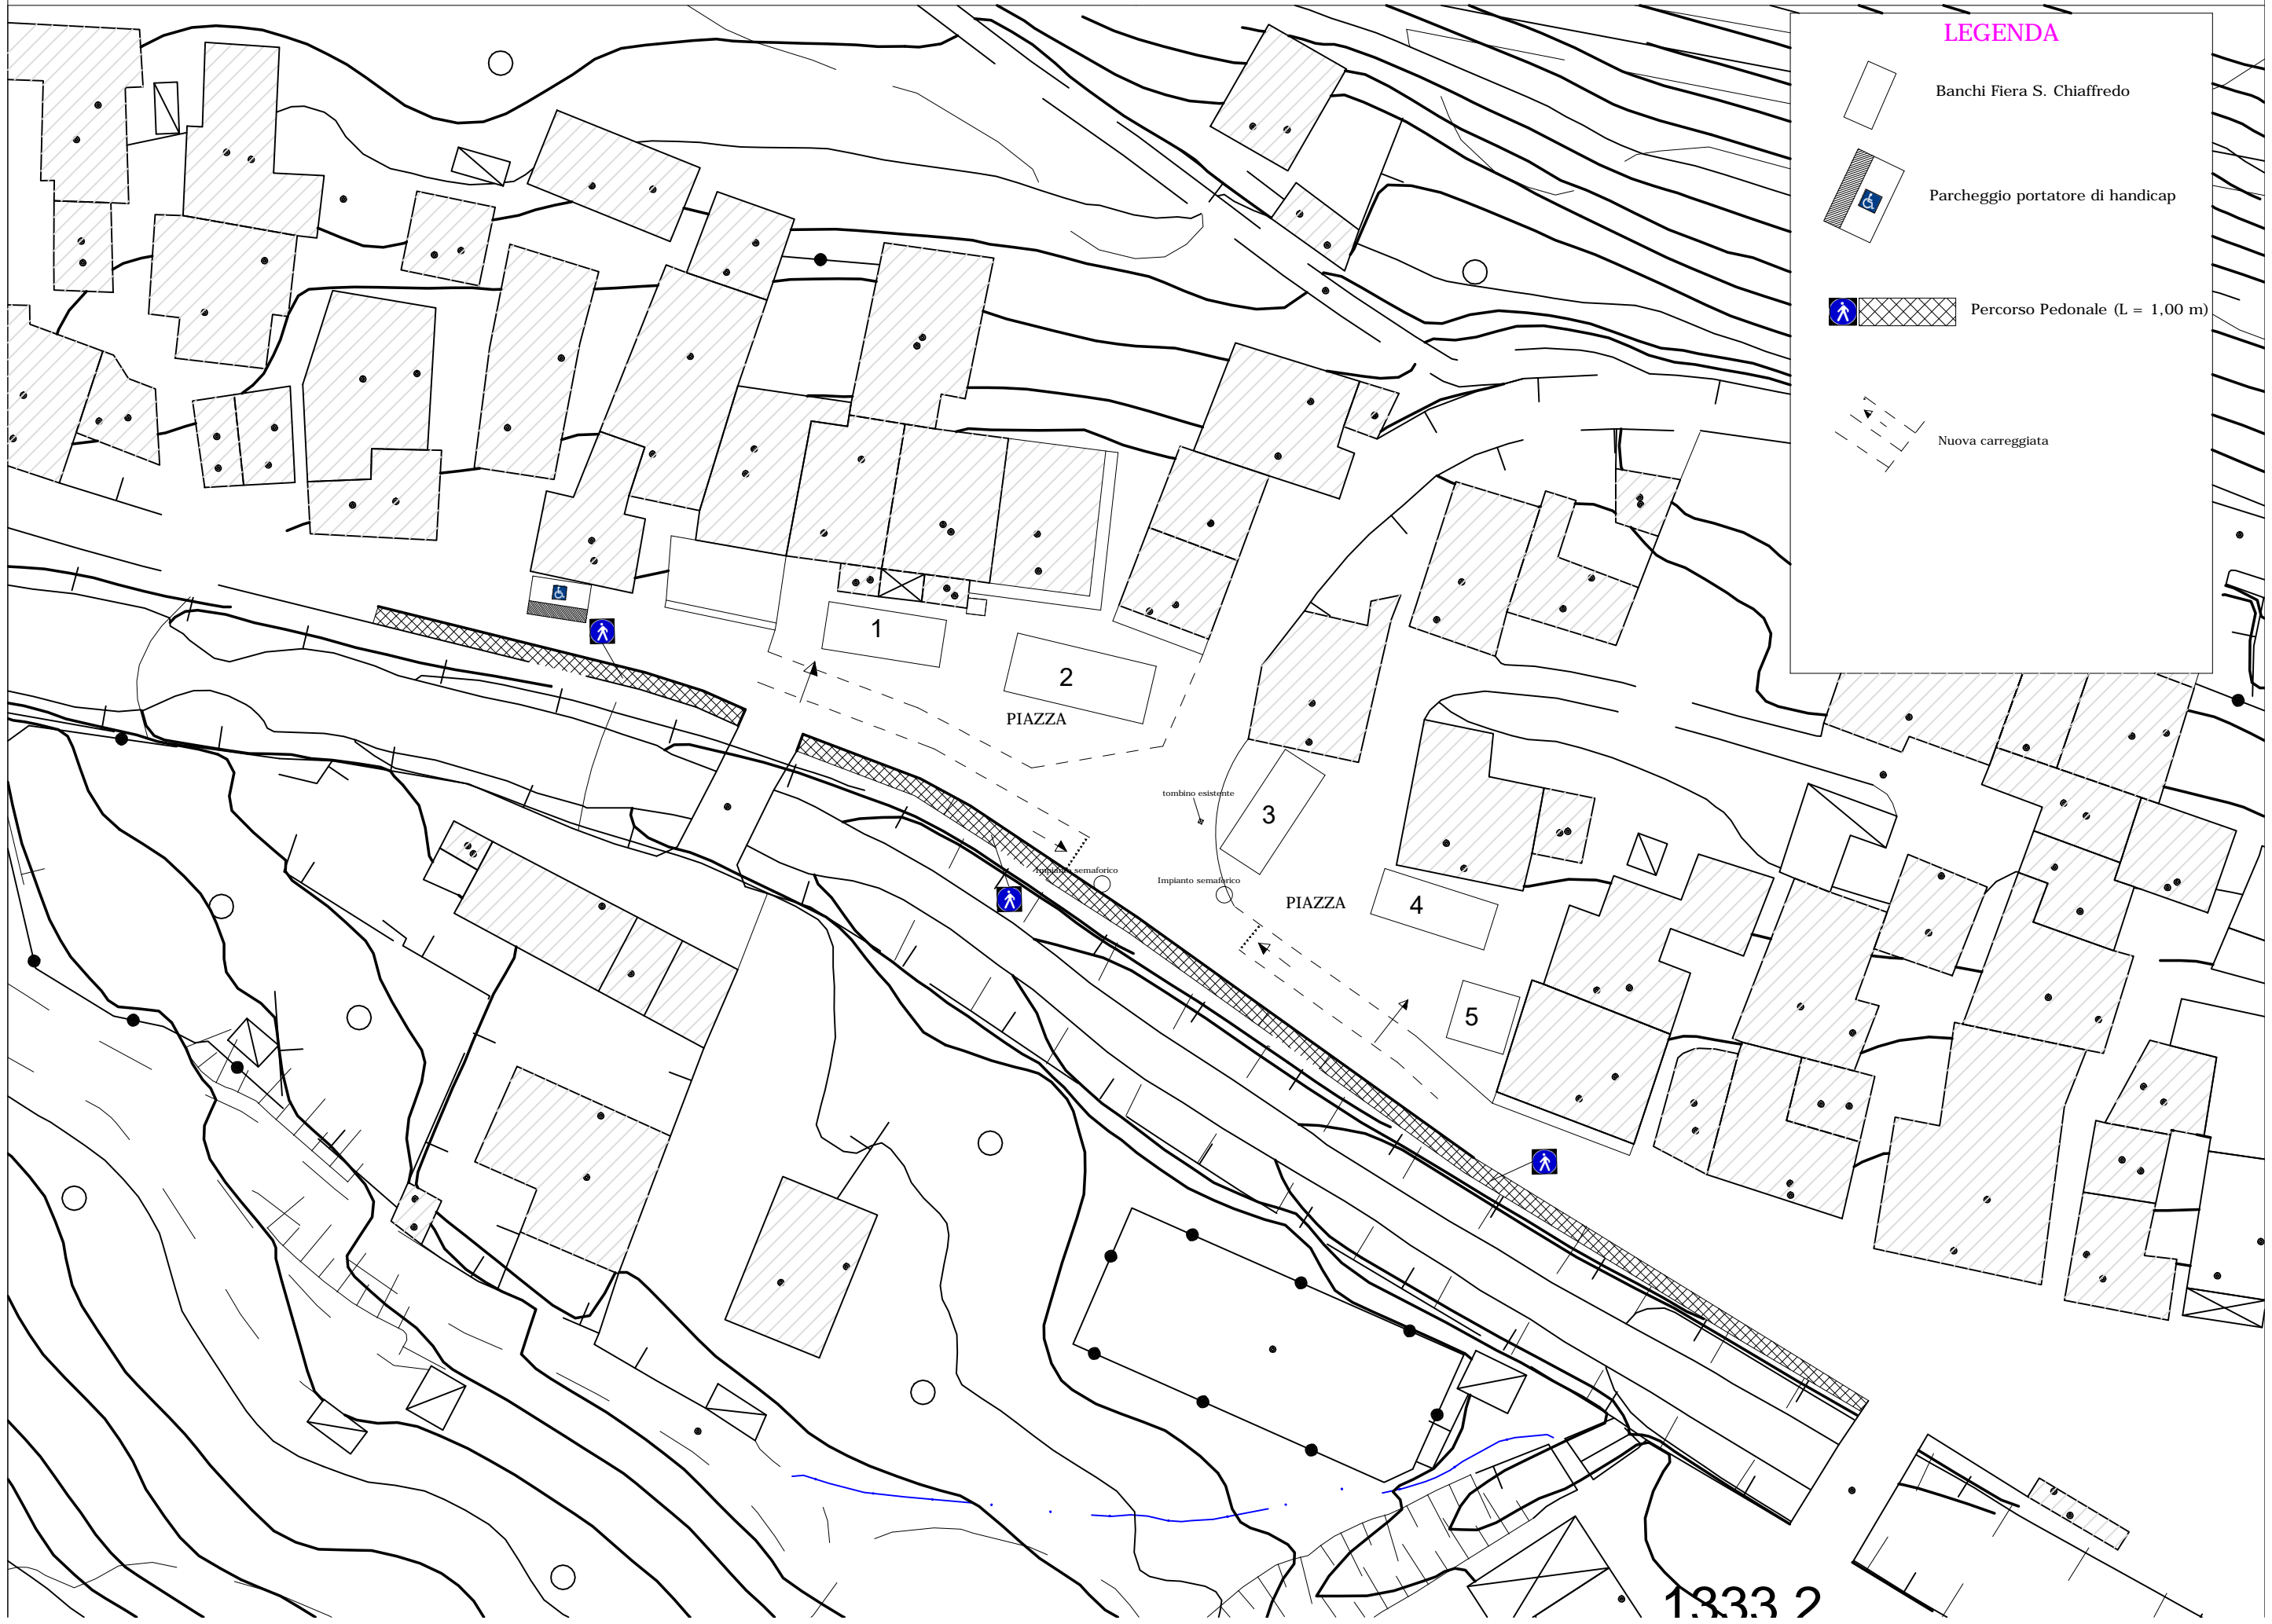 LEGENDA
Banchi Fiera S. Chiaffredo
Parcheggio portatore di handicap
Percorso Pedonale (L = 1,00 m)
Nuova carreggiata
1
2
PIAZZA
tombino esistente
3
Impianto semaforico
Impianto semaforico
PIAZZA
4
5
1333.2